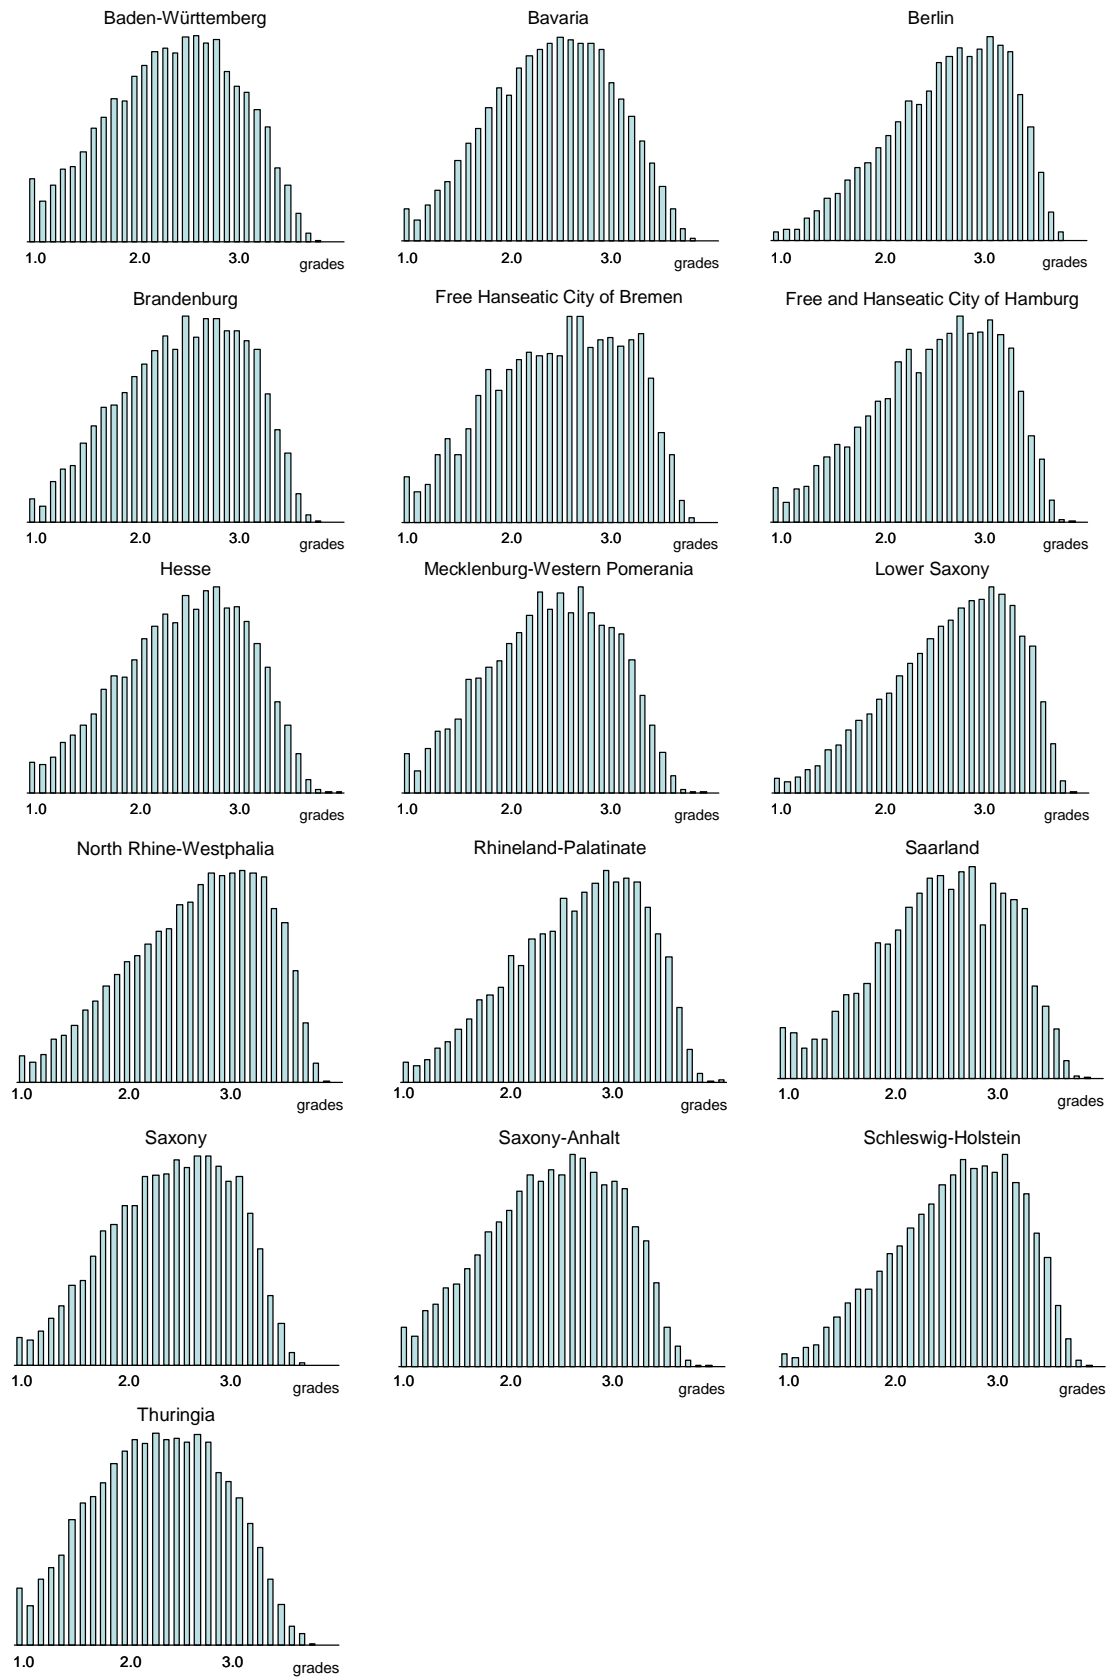 Baden-Württemberg
Bavaria
Berlin
1.0 2.0 3.0 grades
1.0 2.0 3.0 grades
1.0 2.0 3.0 grades
Brandenburg
Free Hanseatic City of Bremen
Free and Hanseatic City of Hamburg
1.0 2.0 3.0 grades
1.0 2.0 3.0 grades
1.0 2.0 3.0 grades
Hesse
Mecklenburg-Western Pomerania
Lower Saxony
1.0 2.0 3.0 grades
1.0 2.0 3.0 grades
1.0 2.0 3.0 grades
North Rhine-Westphalia
Rhineland-Palatinate
Saarland
1.0 2.0 3.0 grades
1.0 2.0 3.0 grades
1.0 2.0 3.0 grades
Saxony
Saxony-Anhalt
Schleswig-Holstein
1.0 2.0 3.0 grades
1.0 2.0 3.0 grades
1.0 2.0 3.0 grades
Thuringia
1.0 2.0 3.0 grades